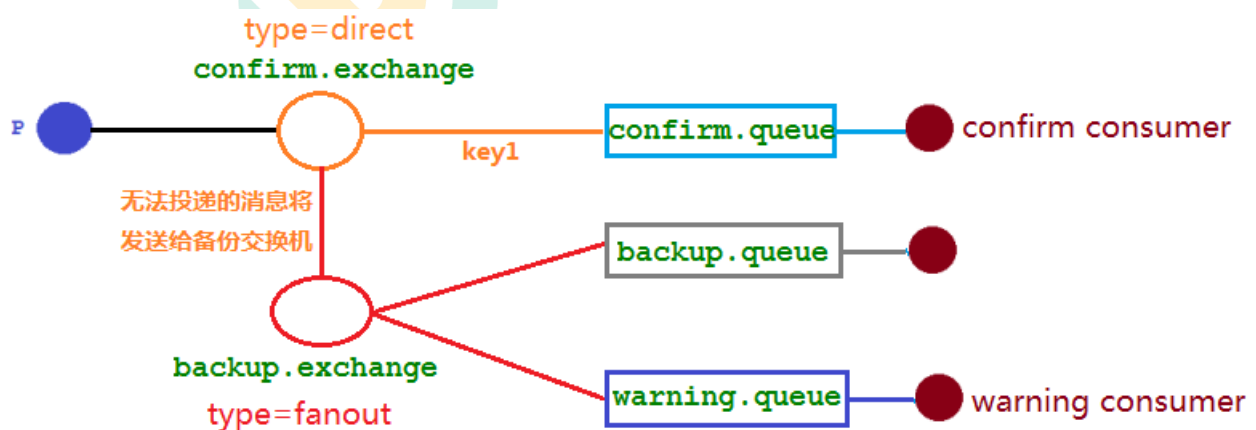 type=direct
confirm.exchange
P
confirm.queue
confirm consumer
key1
无法投递的消息将
发送给备份交换机
backup.queue
backup.exchange
type=fanout
warning.queue
warning consumer